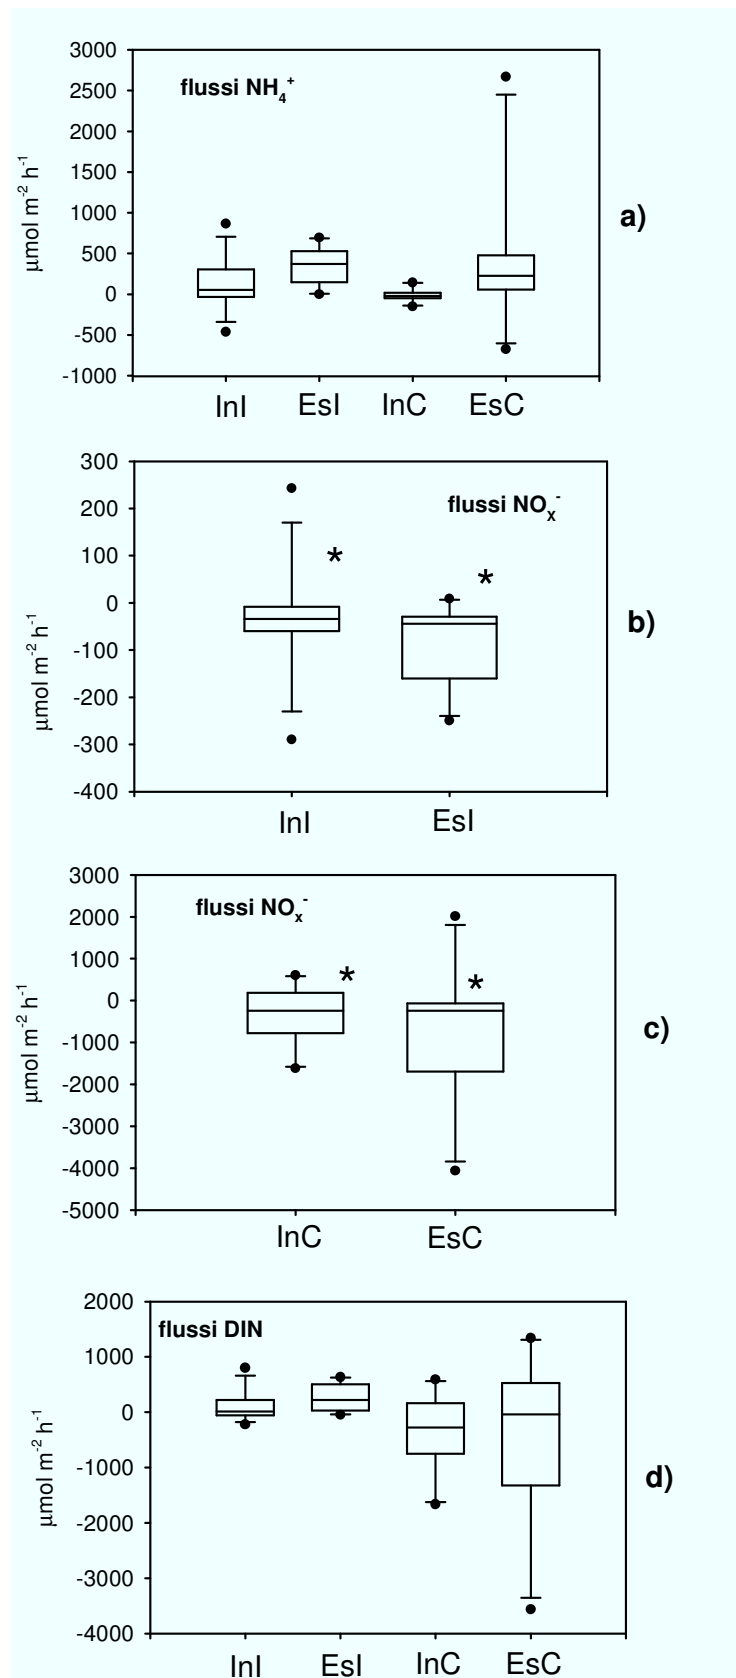 3000
2500
2000
1500
1000
500
0
-500
-1000
µmol m⁻² h⁻¹
flussi NH₄⁺
a)
InI EsI InC EsC
300
200
100
0
-100
-200
-300
-400
µmol m⁻² h⁻¹
flussi NOₓ⁻
*
*
b)
InI EsI
3000
2000
1000
0
-1000
-2000
-3000
-4000
-5000
µmol m⁻² h⁻¹
flussi NOₓ⁻
*
*
c)
InC EsC
2000
1000
0
-1000
-2000
-3000
-4000
µmol m⁻² h⁻¹
flussi DIN
d)
InI EsI InC EsC